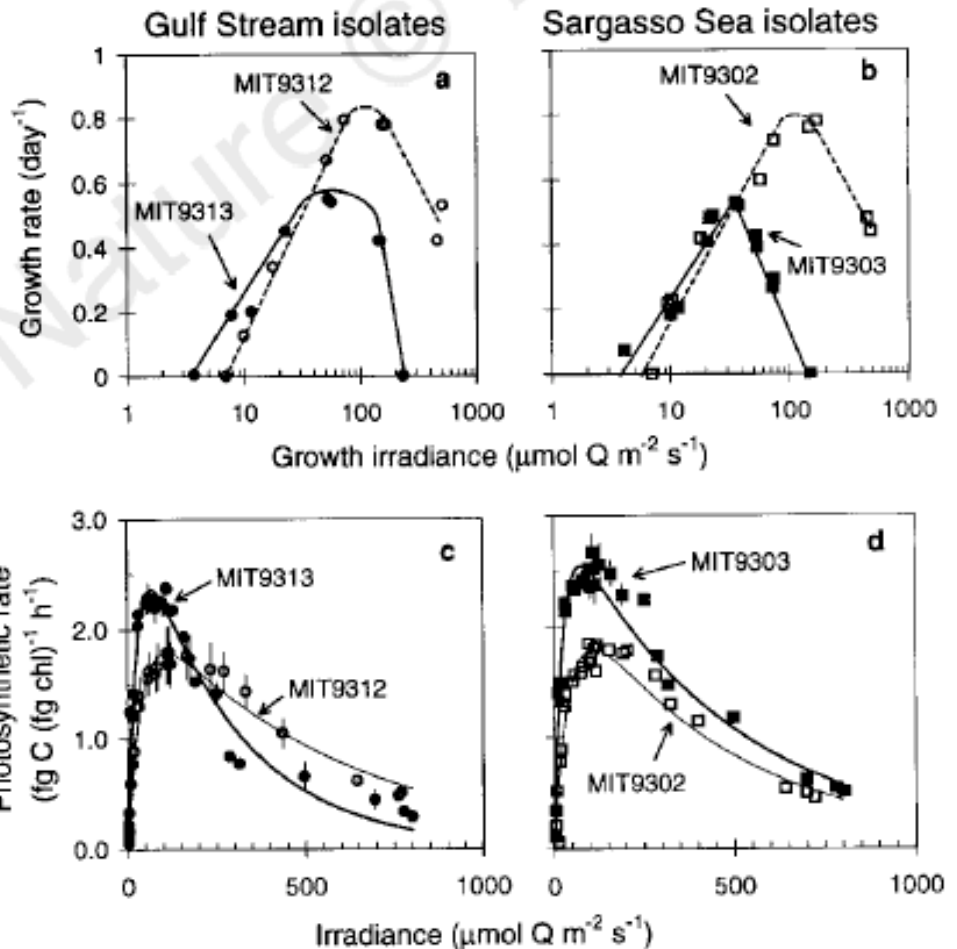 Gulf Stream isolates
Sargasso Sea isolates
a
MIT9312
MIT9313
Growth rate (day⁻¹)
1
0.8
0.6
0.4
0.2
0
1
10
100
1000
b
MIT9302
MIT9303
1
10
100
1000
Growth irradiance (μmol Q m⁻² s⁻¹)
c
MIT9313
MIT9312
(fg C (fg chl)⁻¹ h⁻¹)
3.0
2.0
1.0
0.0
0
500
1000
d
MIT9303
MIT9302
0
500
1000
Irradiance (μmol Q m⁻² s⁻¹)
Nature ©